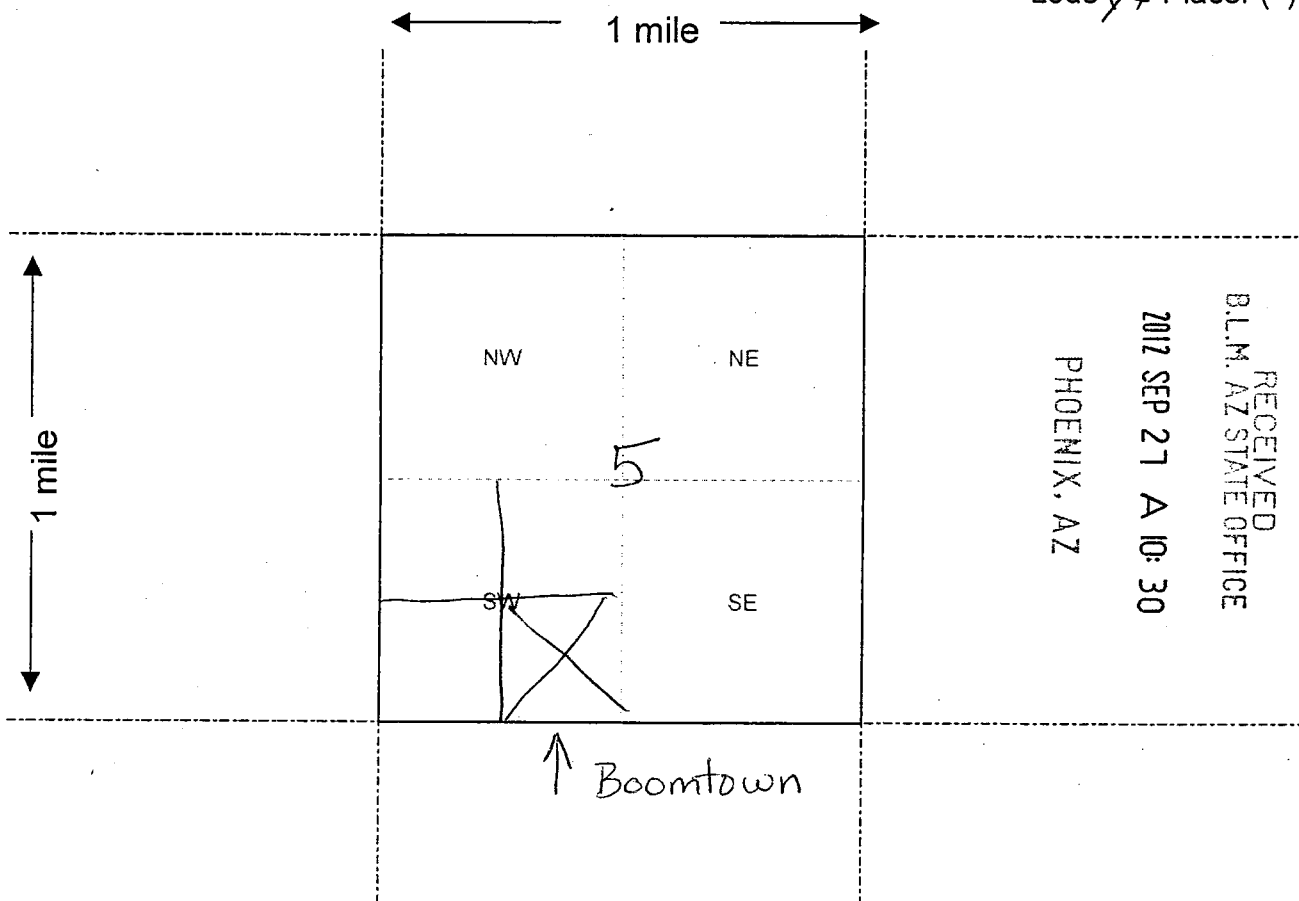 Placer ( )
1 mile
1 mile
NW
NE
5
SW
SE
Boomtown
RECEIVED
B.L.M. AZ STATE OFFICE
2012 SEP 27 A 10:30
PHOENIX, AZ